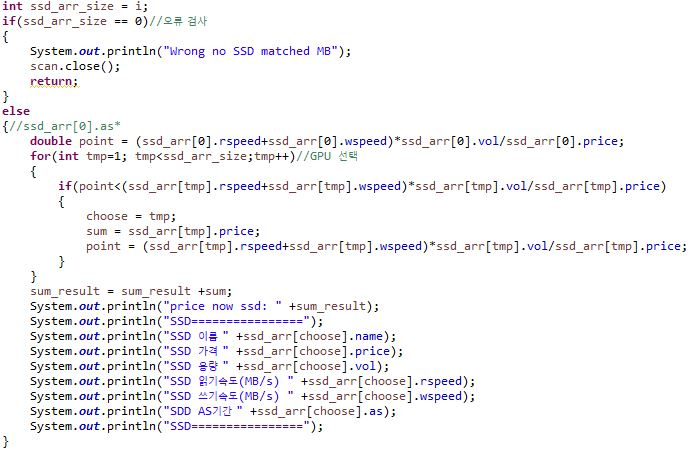 int ssd_arr_size = i;
if(ssd_arr_size == 0)//오류 검사
{
    System.out.println("Wrong no SSD matched MB");
    scan.close();
    return;
}
else
{//ssd_arr[0].as*
    double point = (ssd_arr[0].rspeed+ssd_arr[0].wspeed)*ssd_arr[0].vol/ssd_arr[0].price;
    for(int tmp=1; tmp<ssd_arr_size;tmp++)//GPU 선택
    {
        if(point<(ssd_arr[tmp].rspeed+ssd_arr[tmp].wspeed)*ssd_arr[tmp].vol/ssd_arr[tmp].price)
        {
            choose = tmp;
            sum = ssd_arr[tmp].price;
            point = (ssd_arr[tmp].rspeed+ssd_arr[tmp].wspeed)*ssd_arr[tmp].vol/ssd_arr[tmp].price;
        }
    }
    sum_result = sum_result +sum;
    System.out.println("price now ssd: " +sum_result);
    System.out.println("SSD================");
    System.out.println("SSD 이름 " +ssd_arr[choose].name);
    System.out.println("SSD 가격 " +ssd_arr[choose].price);
    System.out.println("SSD 용량 " +ssd_arr[choose].vol);
    System.out.println("SSD 읽기속도(MB/s) " +ssd_arr[choose].rspeed);
    System.out.println("SSD 쓰기속도(MB/s) " +ssd_arr[choose].wspeed);
    System.out.println("SDD AS기간 " +ssd_arr[choose].as);
    System.out.println("SSD================");
}